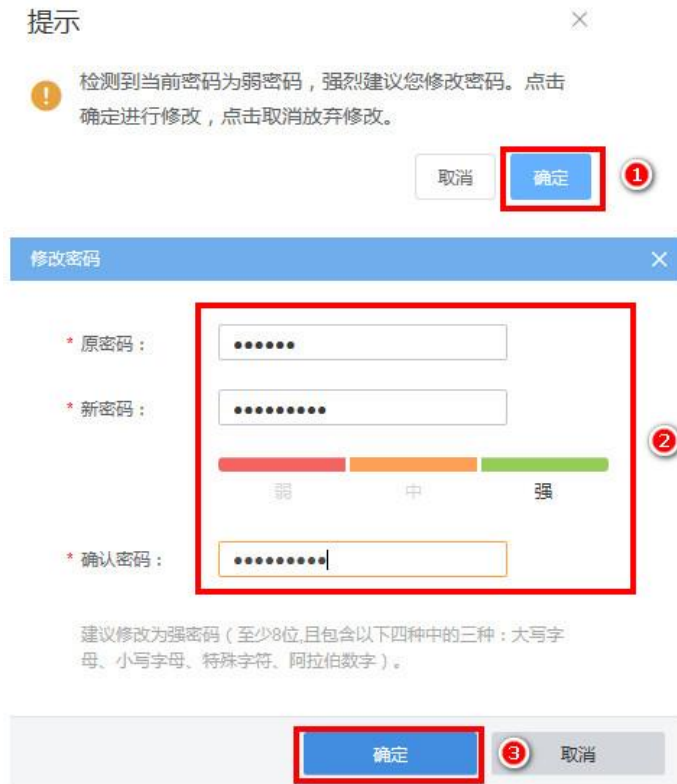 提示
检测到当前密码为弱密码，强烈建议您修改密码。点击
确定进行修改，点击取消放弃修改。
取消 确定 1
修改密码
* 原密码： ●●●●●●
* 新密码： ●●●●●●●●●
弱 中 强
2
* 确认密码： ●●●●●●●●●
建议修改为强密码（至少8位,且包含以下四种中的三种：大写字
母、小写字母、特殊字符、阿拉伯数字）。
确定 3 取消